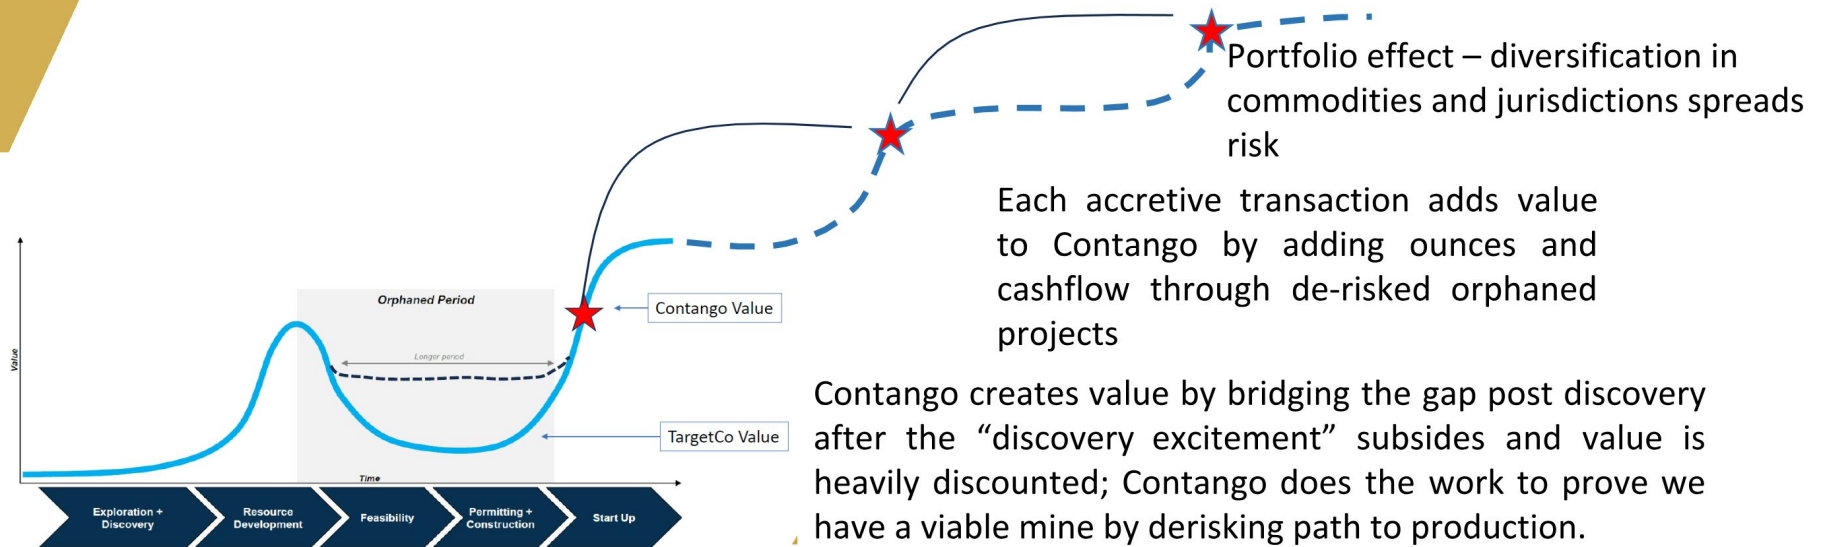 Portfolio effect – diversification in
commodities and jurisdictions spreads
risk
Each accretive transaction adds value
to Contango by adding ounces and
cashflow through de-risked orphaned
projects
Contango creates value by bridging the gap post discovery
after the “discovery excitement” subsides and value is
heavily discounted; Contango does the work to prove we
have a viable mine by derisking path to production.
Orphaned Period
Contango Value
Longer period
Value
TargetCo Value
Time
Exploration +
Discovery
Resource
Development
Feasibility
Permitting +
Construction
Start Up